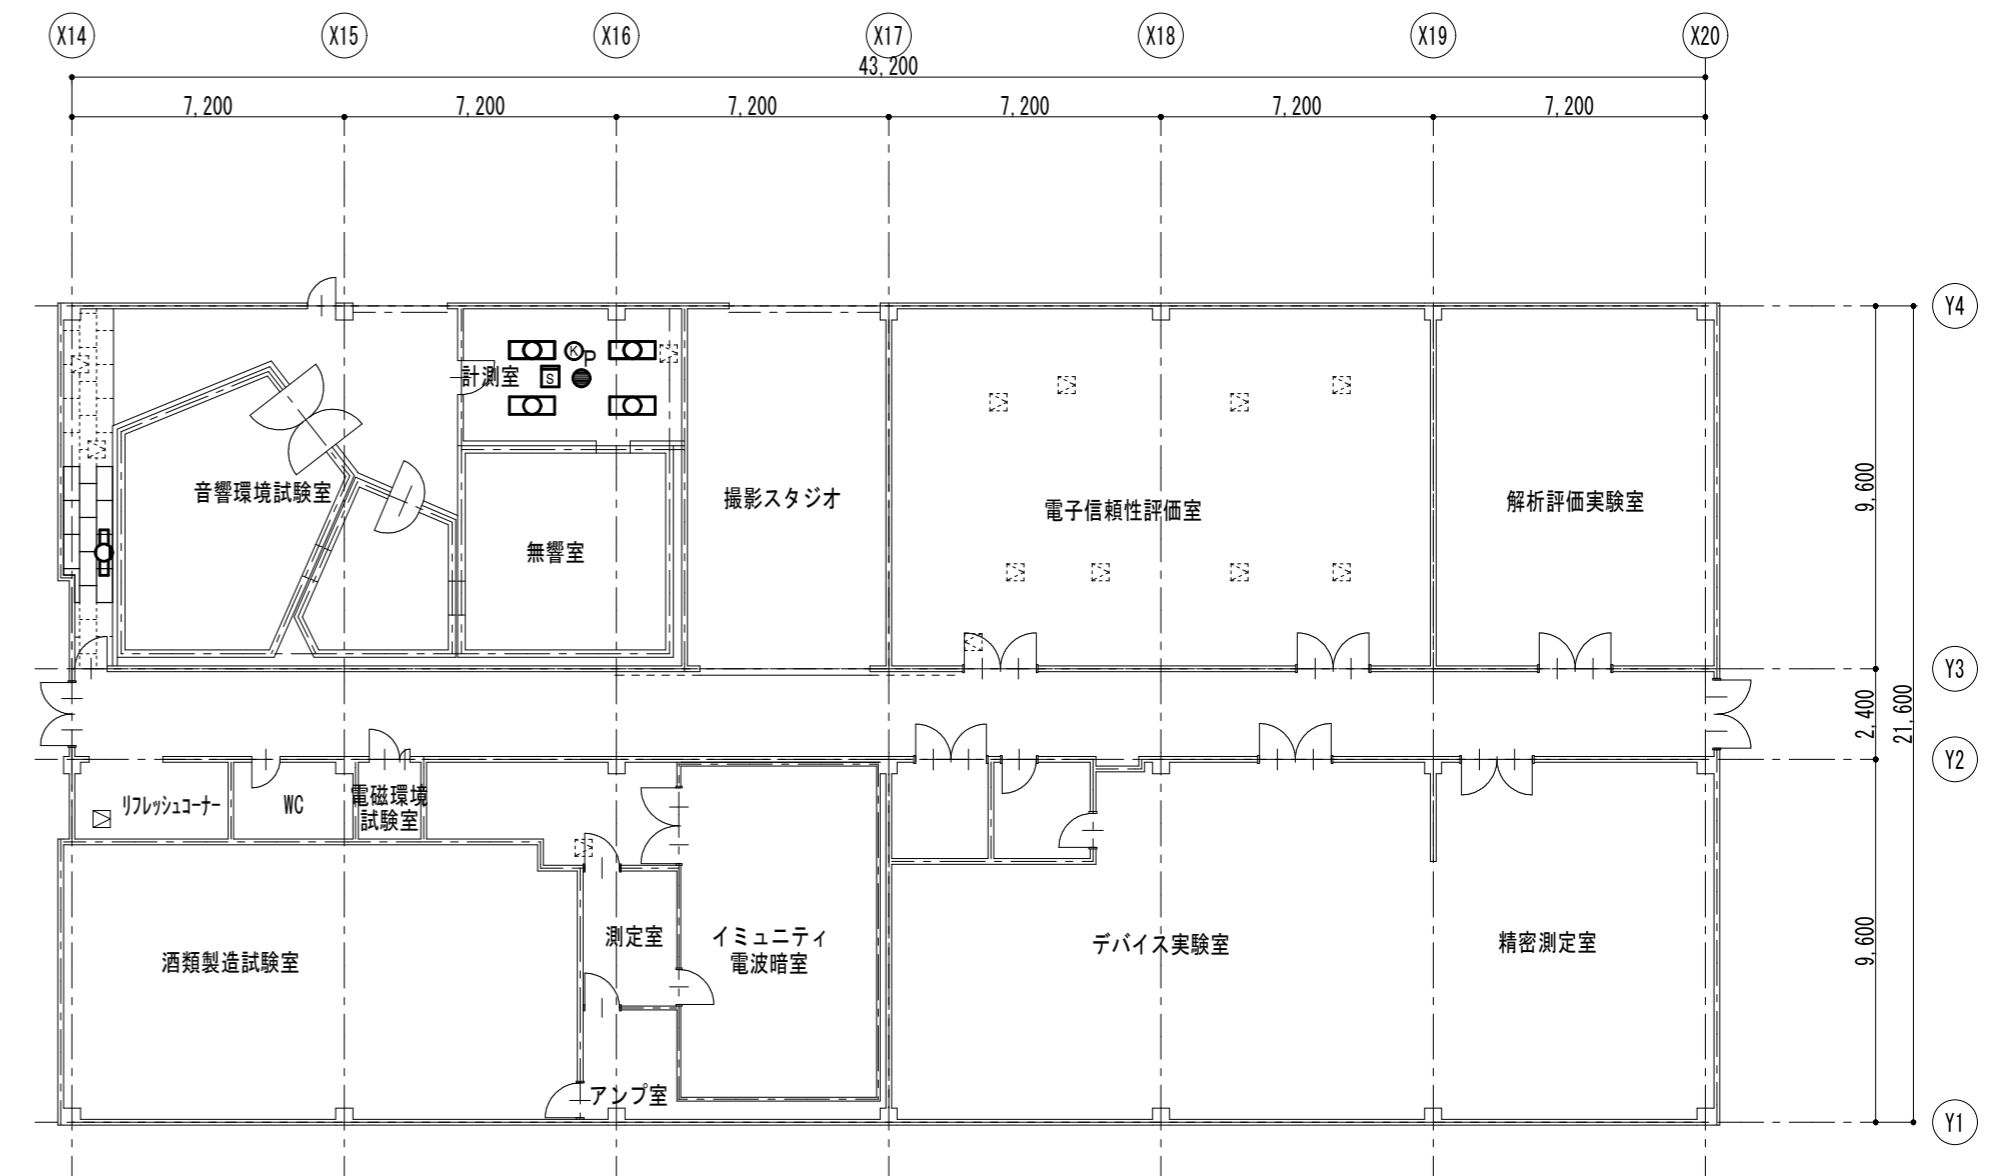 X14
X15
X16
X17
X18
X19
X20
43,200
7,200
7,200
7,200
7,200
7,200
7,200
Y4
K
P
計測室
S
音響環境試験室
撮影スタジオ
電子信頼性評価室
解析評価実験室
9,600
無響室
Y3
2,400
21,600
Y2
リフレッシュコーナー
WC
電磁環境
試験室
測定室
イミュニティ
電波暗室
デバイス実験室
精密測定室
9,600
酒類製造試験室
アンプ室
Y1